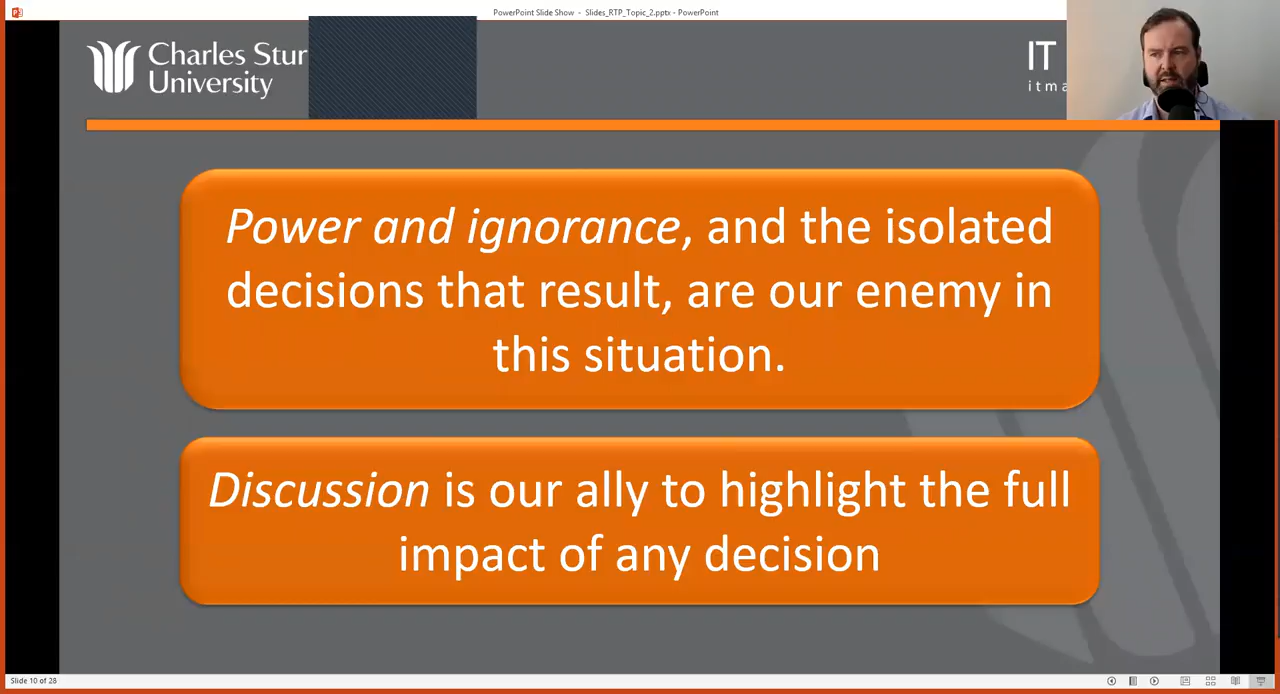 PowerPoint Slide Show - Slides_RTP_Topic_2.pptx - PowerPoint
Charles Stur
University
IT
itma
Power and ignorance, and the isolated
decisions that result, are our enemy in
this situation.
Discussion is our ally to highlight the full
impact of any decision
Slide 10 of 28